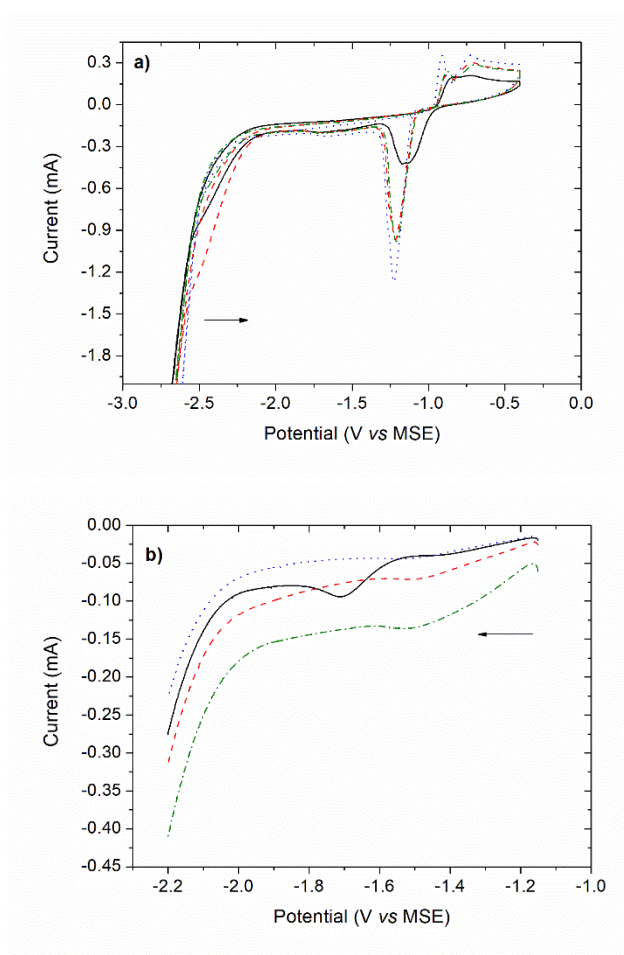 a)
0.3
0.0
-0.3
-0.6
-0.9
-1.2
-1.5
-1.8
Current (mA)
-3.0 -2.5 -2.0 -1.5 -1.0 -0.5 0.0
Potential (V vs MSE)
b)
0.00
-0.05
-0.10
-0.15
-0.20
-0.25
-0.30
-0.35
-0.40
-0.45
Current (mA)
-2.2 -2.0 -1.8 -1.6 -1.4 -1.2 -1.0
Potential (V vs MSE)